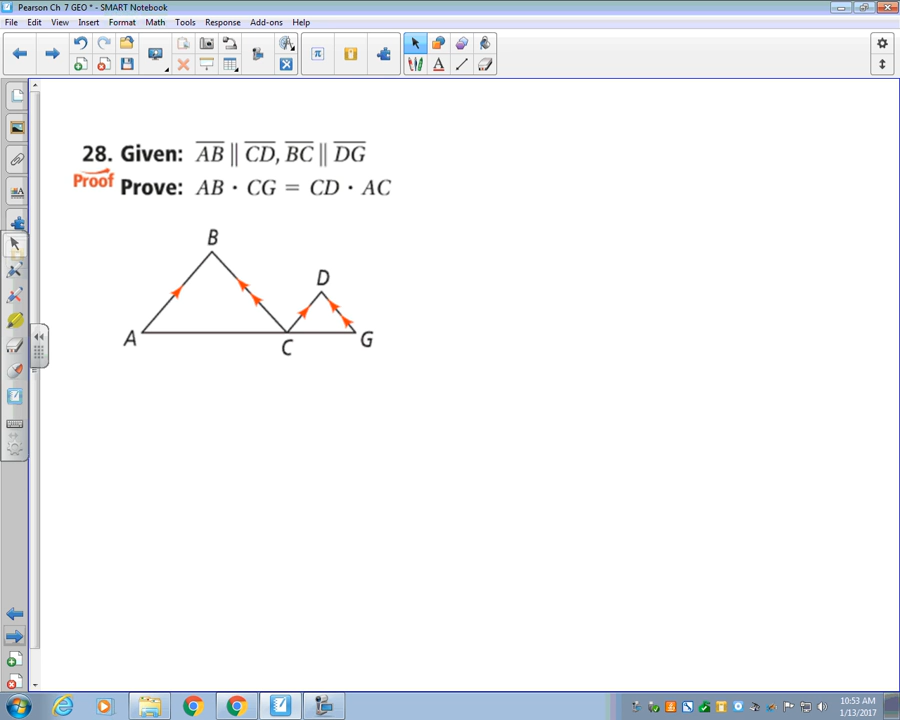 Pearson Ch 7 GEO * - SMART Notebook
File Edit View Insert Format Math Tools Response Add-ons Help
28. Given: AB ∥ CD, BC ∥ DG
Proof Prove: AB · CG = CD · AC
B
D
A
C
G
10:53 AM
1/13/2017